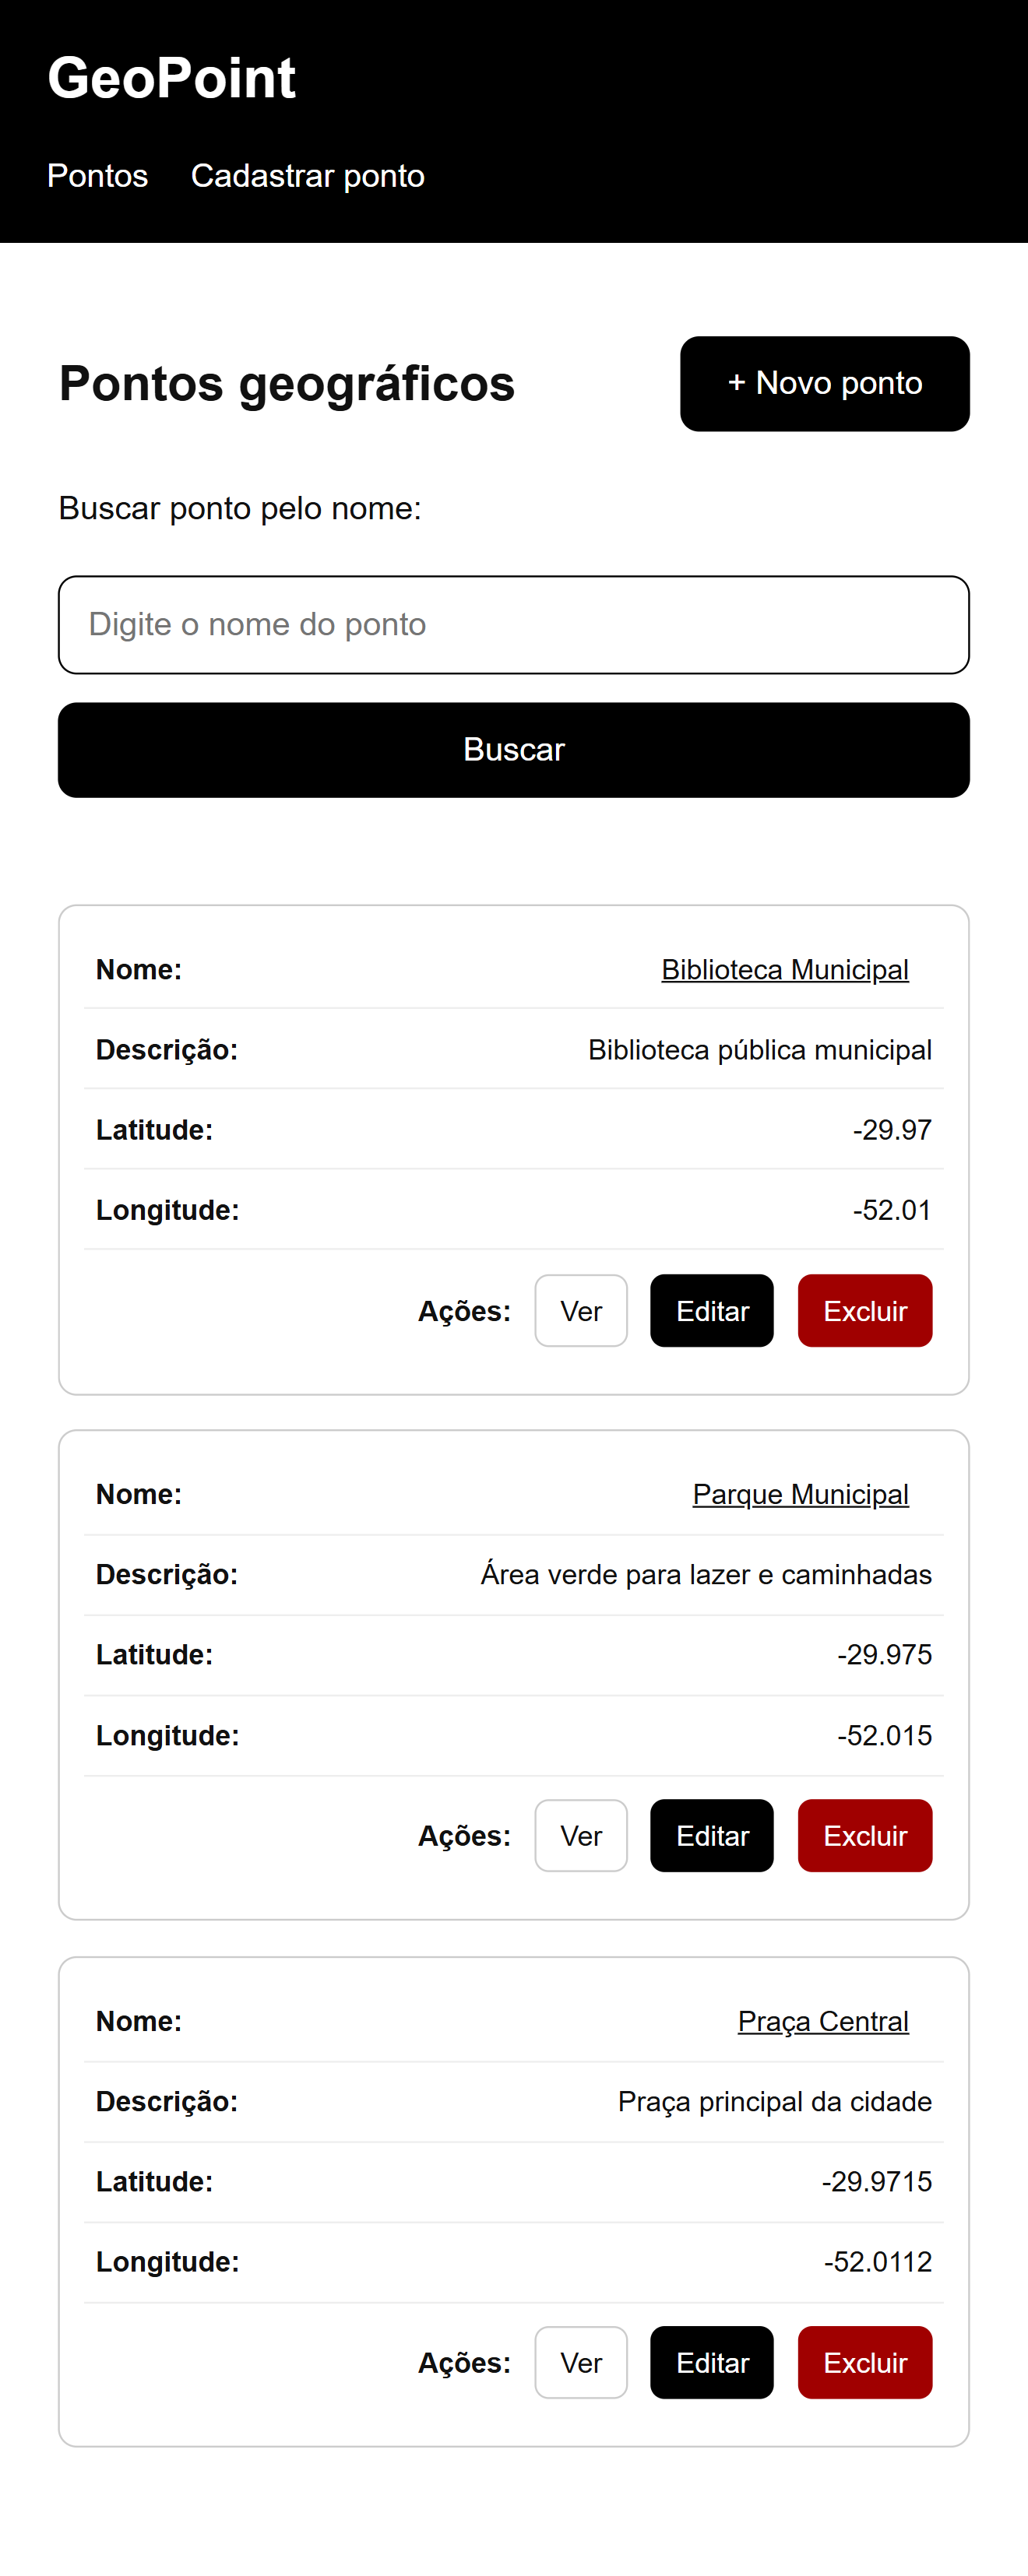 GeoPoint
Pontos Cadastrar ponto
Pontos geográficos + Novo ponto
Buscar ponto pelo nome:
Digite o nome do ponto
Buscar
Nome: Biblioteca Municipal
Descrição: Biblioteca pública municipal
Latitude: -29.97
Longitude: -52.01
Ações: Ver Editar Excluir
Nome: Parque Municipal
Descrição: Área verde para lazer e caminhadas
Latitude: -29.975
Longitude: -52.015
Ações: Ver Editar Excluir
Nome: Praça Central
Descrição: Praça principal da cidade
Latitude: -29.9715
Longitude: -52.0112
Ações: Ver Editar Excluir